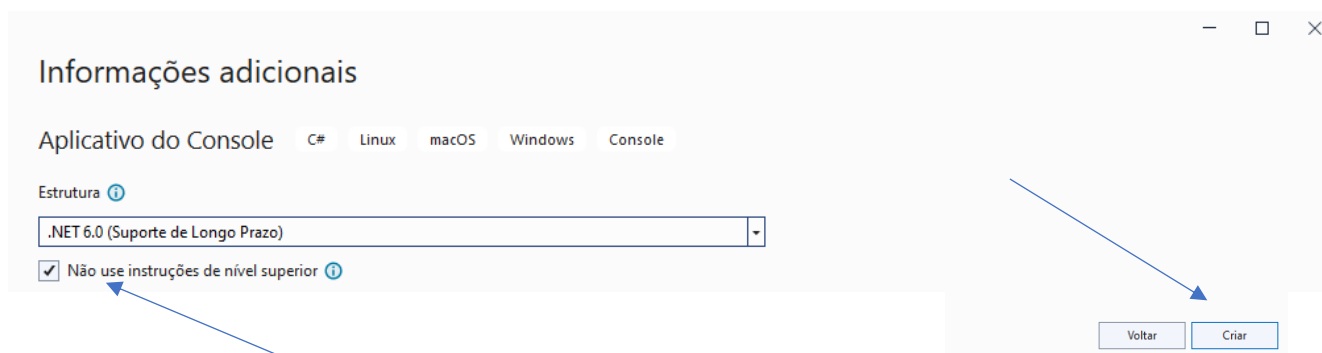 Informações adicionais
Aplicativo do Console C# Linux macOS Windows Console
Estrutura
.NET 6.0 (Suporte de Longo Prazo)
Não use instruções de nível superior
Voltar Criar